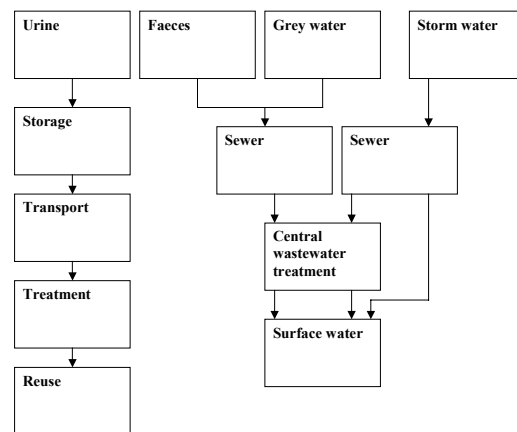 Urine
Faeces
Grey water
Storm water
Storage
Sewer
Sewer
Transport
Central
wastewater
treatment
Treatment
Surface water
Reuse